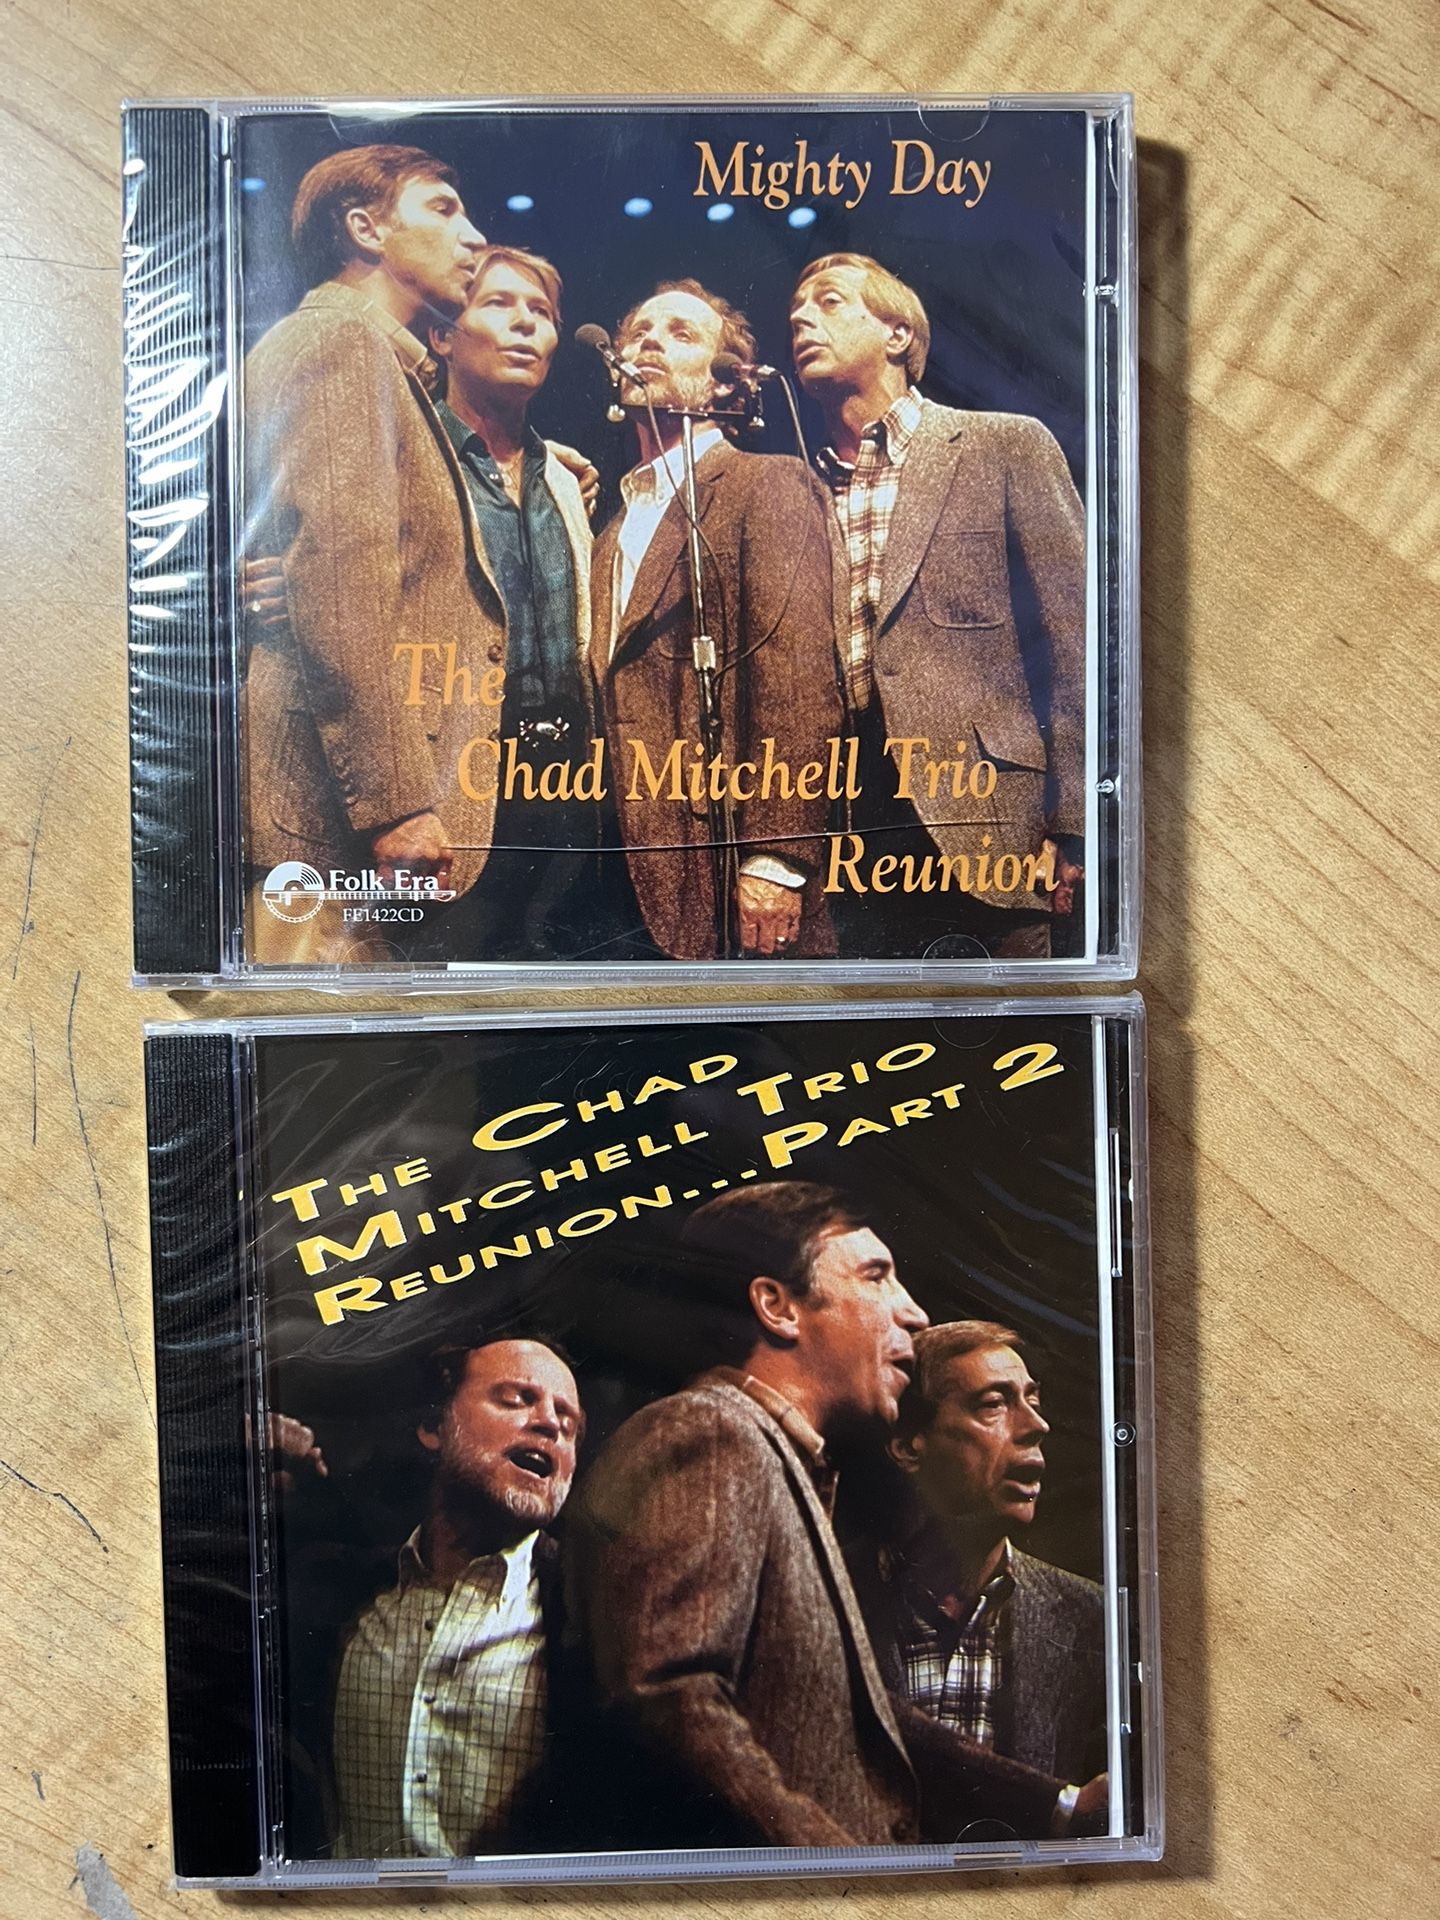 Mighty Day
The
Chad Mitchell Trio
Reunion
Folk Era
FE1422CD
The Chad
Mitchell Trio
Reunion...Part 2